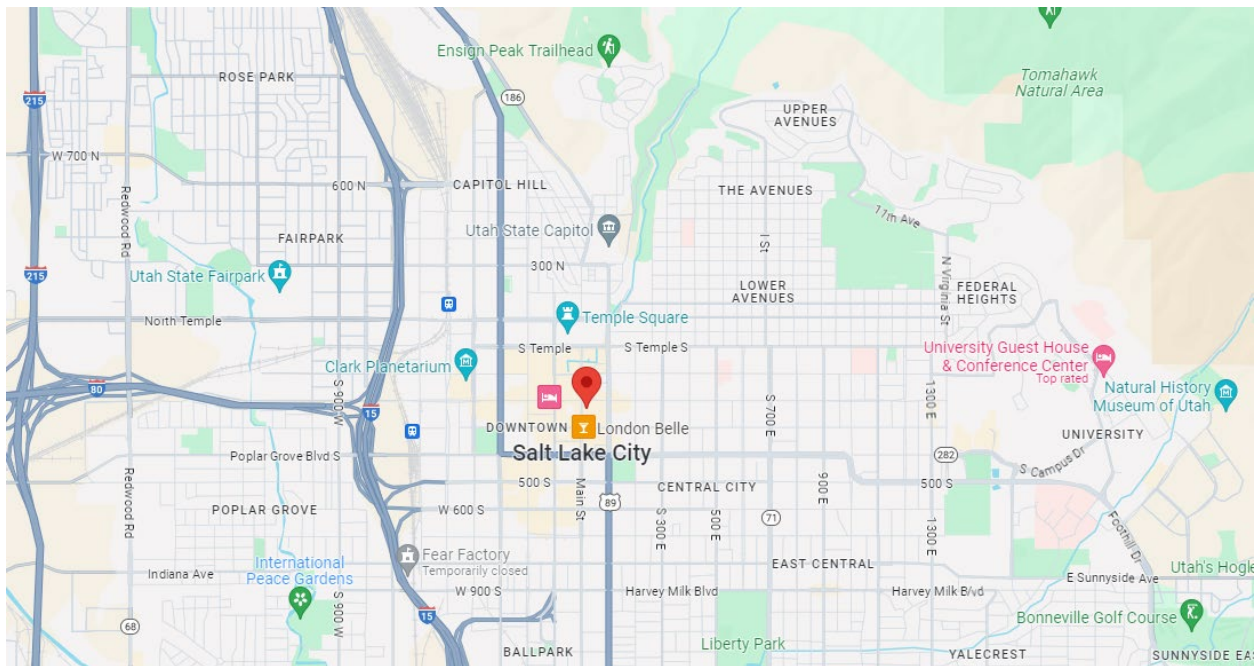 Ensign Peak Trailhead
ROSE PARK
Tomahawk
Natural Area
215
186
UPPER
AVENUES
W 700 N
600 N
CAPITOL HILL
THE AVENUES
Redwood Rd
11th Ave
Utah State Capitol
FAIRPARK
I St
215
Utah State Fairpark
300 N
LOWER
AVENUES
N Virginia St
FEDERAL
HEIGHTS
North Temple
Temple Square
S Temple
S Temple S
University Guest House
& Conference Center
Top rated
Clark Planetarium
80
S 900 W
15
Natural History
Museum of Utah
1300 E
S 700 E
DOWNTOWN
London Belle
UNIVERSITY
Salt Lake City
Poplar Grove Blvd S
282
S Campus Dr
500 S
Main St
CENTRAL CITY
900 E
500 S
Redwood Rd
89
POPLAR GROVE
W 600 S
S 300 E
500 E
71
1300 E
Foothill Dr
Fear Factory
Temporarily closed
International
Peace Gardens
EAST CENTRAL
Utah's Hogle
Indiana Ave
E Sunnyside Ave
W 900 S
Harvey Milk Blvd
Harvey Milk Blvd
S 900 W
15
68
Bonneville Golf Course
Liberty Park
BALLPARK
YALECREST
SUNNYSIDE EAS